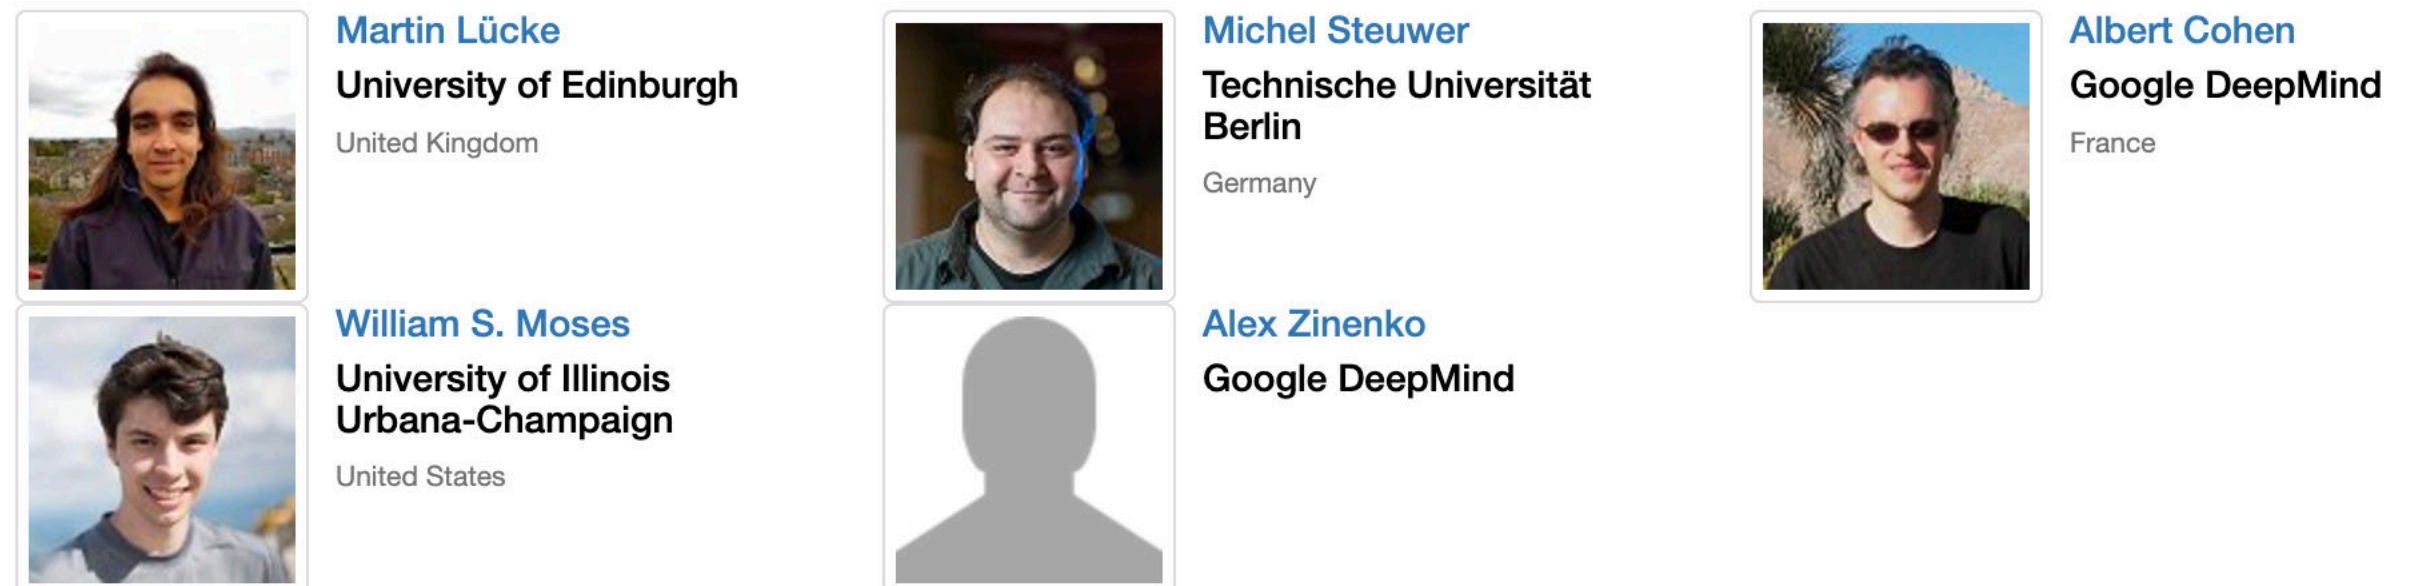 Martin Lücke
University of Edinburgh
United Kingdom
Michel Steuwer
Technische Universität
Berlin
Germany
Albert Cohen
Google DeepMind
France
William S. Moses
University of Illinois
Urbana-Champaign
United States
Alex Zinenko
Google DeepMind